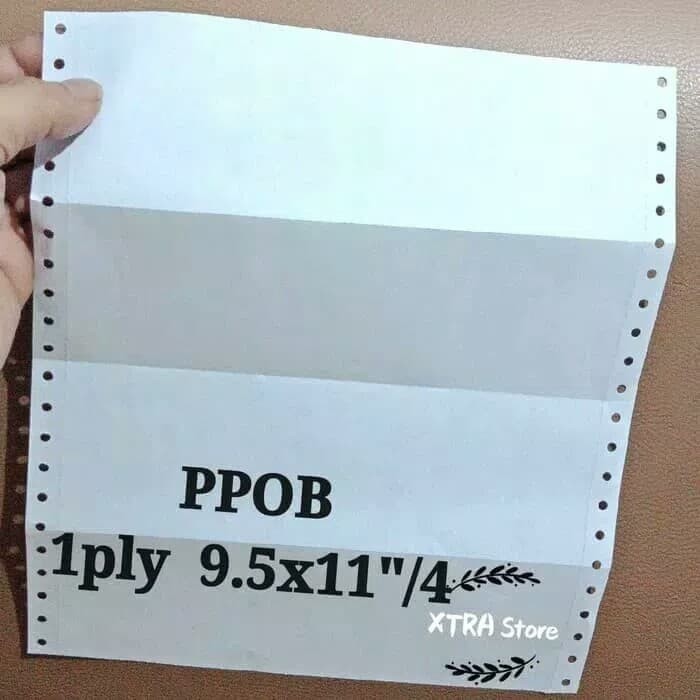 PPOB
1ply 9.5x11"/4
XTRA Store